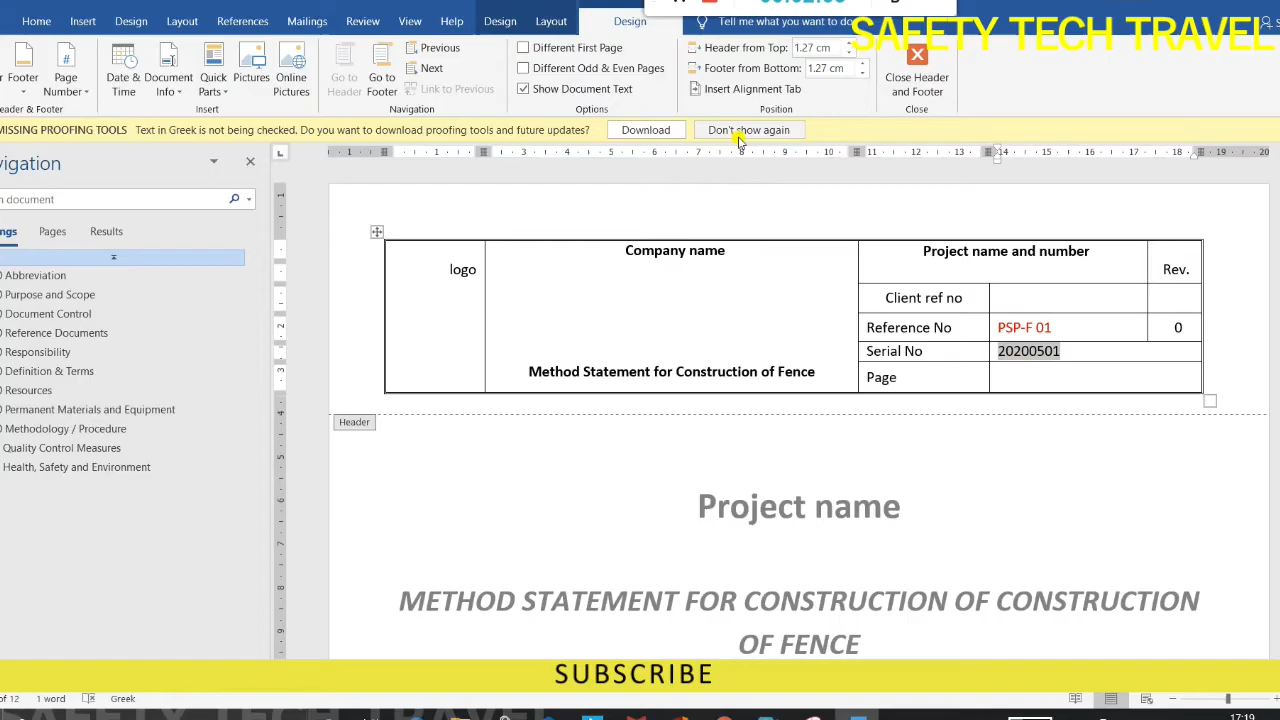 SAFETY TECH TRAVEL
File Mailings Review View Help Design Layout Design Tell me what you want to do
Header Footer
Page Number
Header & Footer
Date & Time
Document Info
Quick Parts
Pictures
Online Pictures
Insert
Go to Header
Go to Footer
Previous
Next
Link to Previous
Navigation
Different First Page
Different Odd & Even Pages
Show Document Text
Options
Header from Top: 1.27 cm
Footer from Bottom: 1.27 cm
Insert Alignment Tab
Position
Close Header and Footer
Close
MISSING PROOFING TOOLS Text in Greek is not being checked. Do you want to download proofing tools and future updates? Download Don't show again
vigation
h document
ngs Pages Results
Abbreviation
Purpose and Scope
Document Control
Reference Documents
Responsibility
Definition & Terms
Resources
Permanent Materials and Equipment
Methodology / Procedure
Quality Control Measures
Health, Safety and Environment
logo
Company name
Method Statement for Construction of Fence
Project name and number
Rev.
Client ref no
Reference No PSP-F 01 0
Serial No 20200501
Page
Header
Project name
METHOD STATEMENT FOR CONSTRUCTION OF CONSTRUCTION
OF FENCE
SUBSCRIBE
of 12 1 word Greek
SAFETY TECH TRAVEL
17:19